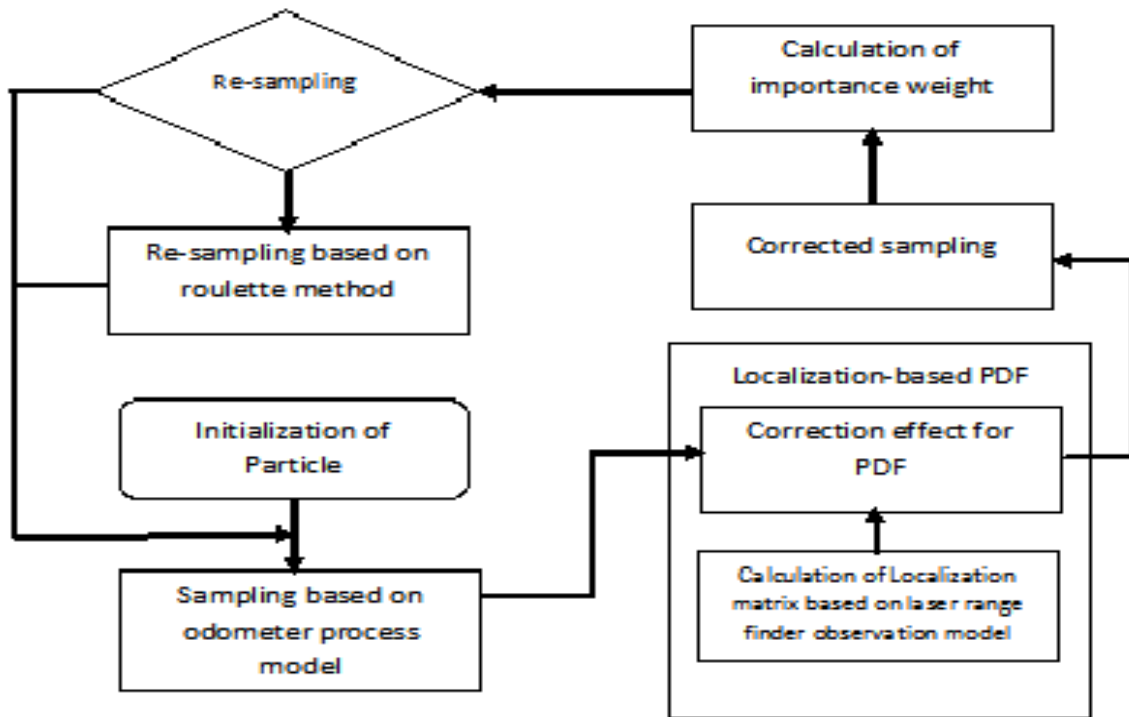 Re-sampling
Calculation of
importance weight
Re-sampling based on
roulette method
Corrected sampling
Localization-based PDF
Initialization of
Particle
Correction effect for
PDF
Sampling based on
odometer process
model
Calculation of Localization
matrix based on laser range
finder observation model